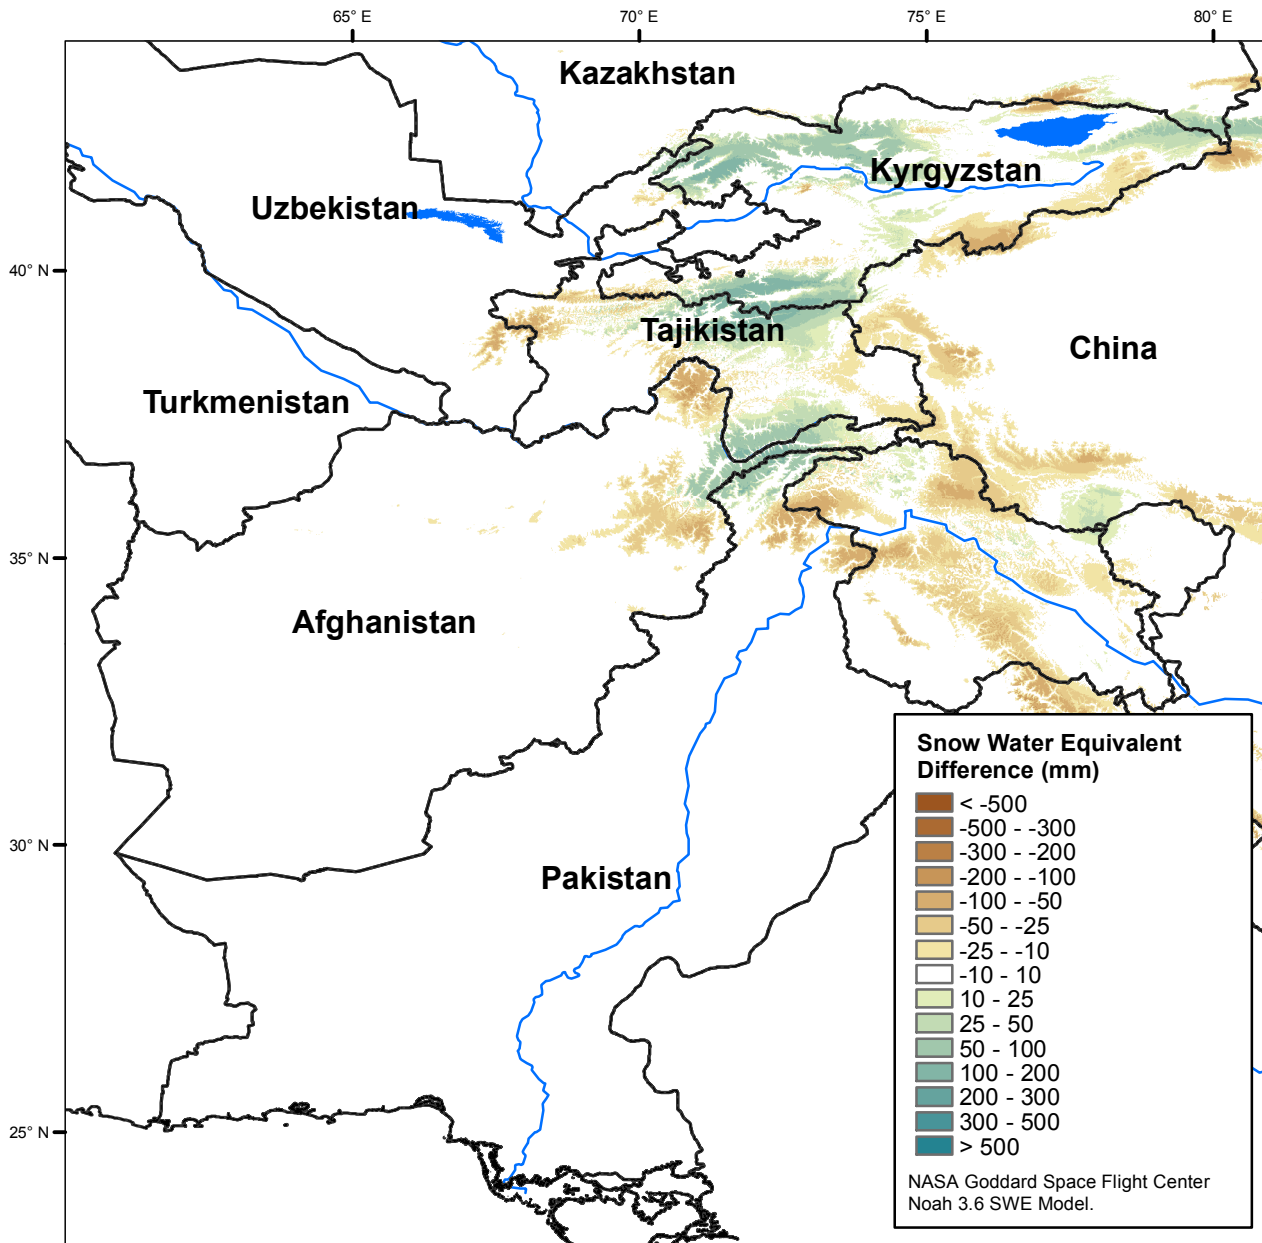 65° E
70° E
75° E
80° E
Kazakhstan
Kyrgyzstan
Uzbekistan
40° N
Tajikistan
China
Turkmenistan
35° N
Afghanistan
30° N
Pakistan
25° N
Snow Water Equivalent
Difference (mm)
< -500
-500 - -300
-300 - -200
-200 - -100
-100 - -50
-50 - -25
-25 - -10
-10 - 10
10 - 25
25 - 50
50 - 100
100 - 200
200 - 300
300 - 500
> 500
NASA Goddard Space Flight Center
Noah 3.6 SWE Model.